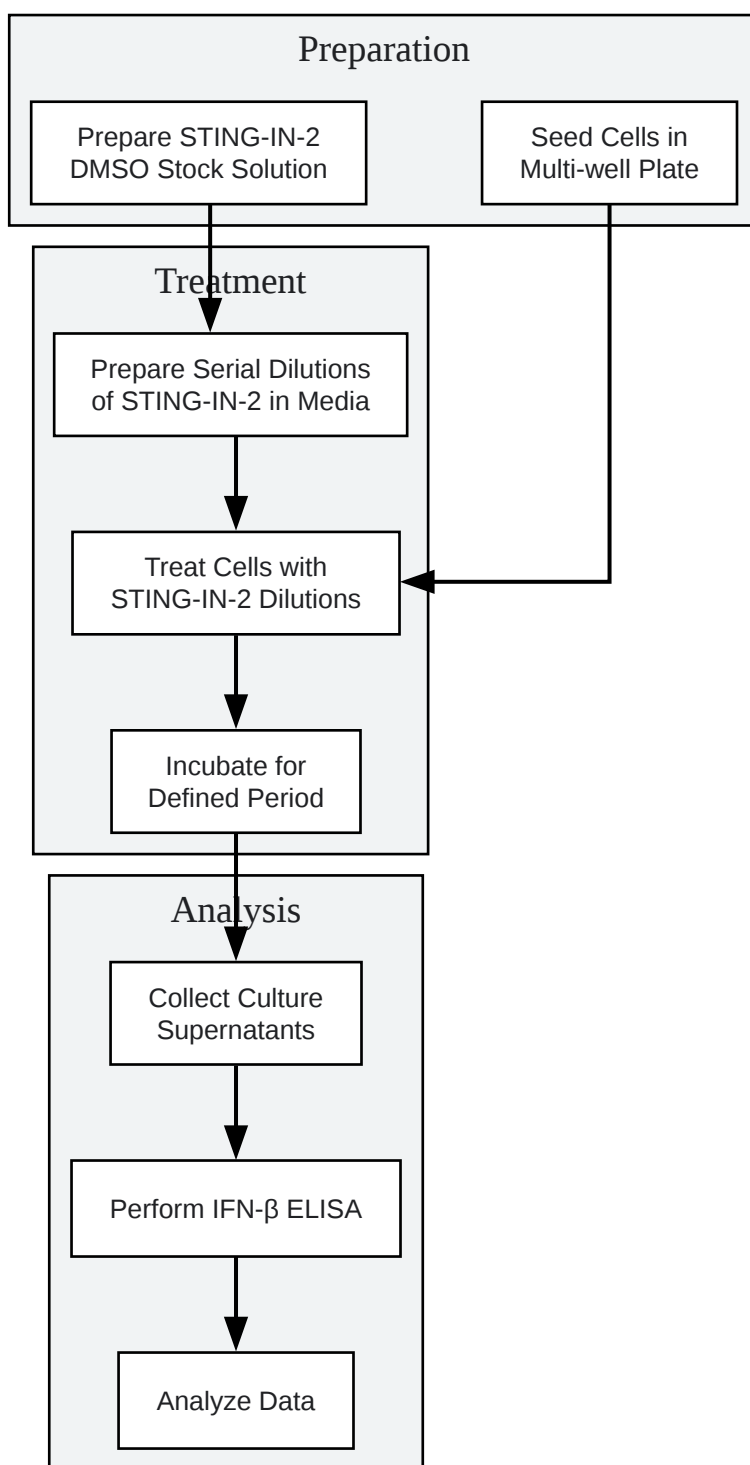 Preparation
Prepare STING-IN-2
DMSO Stock Solution
Seed Cells in
Multi-well Plate
Treatment
Prepare Serial Dilutions
of STING-IN-2 in Media
Treat Cells with
STING-IN-2 Dilutions
Incubate for
Defined Period
Analysis
Collect Culture
Supernatants
Perform IFN-β ELISA
Analyze Data